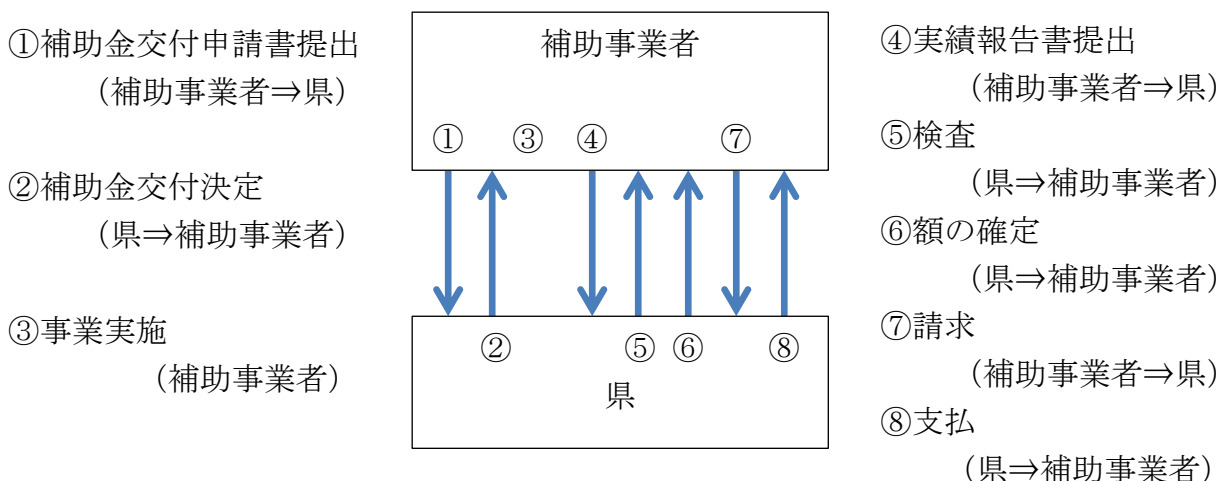 ①補助金交付申請書提出
（補助事業者⇒県）
②補助金交付決定
（県⇒補助事業者）
③事業実施
（補助事業者）
補助事業者
① ③ ④ ⑦
② ⑤ ⑥ ⑧
県
④実績報告書提出
（補助事業者⇒県）
⑤検査
（県⇒補助事業者）
⑥額の確定
（県⇒補助事業者）
⑦請求
（補助事業者⇒県）
⑧支払
（県⇒補助事業者）